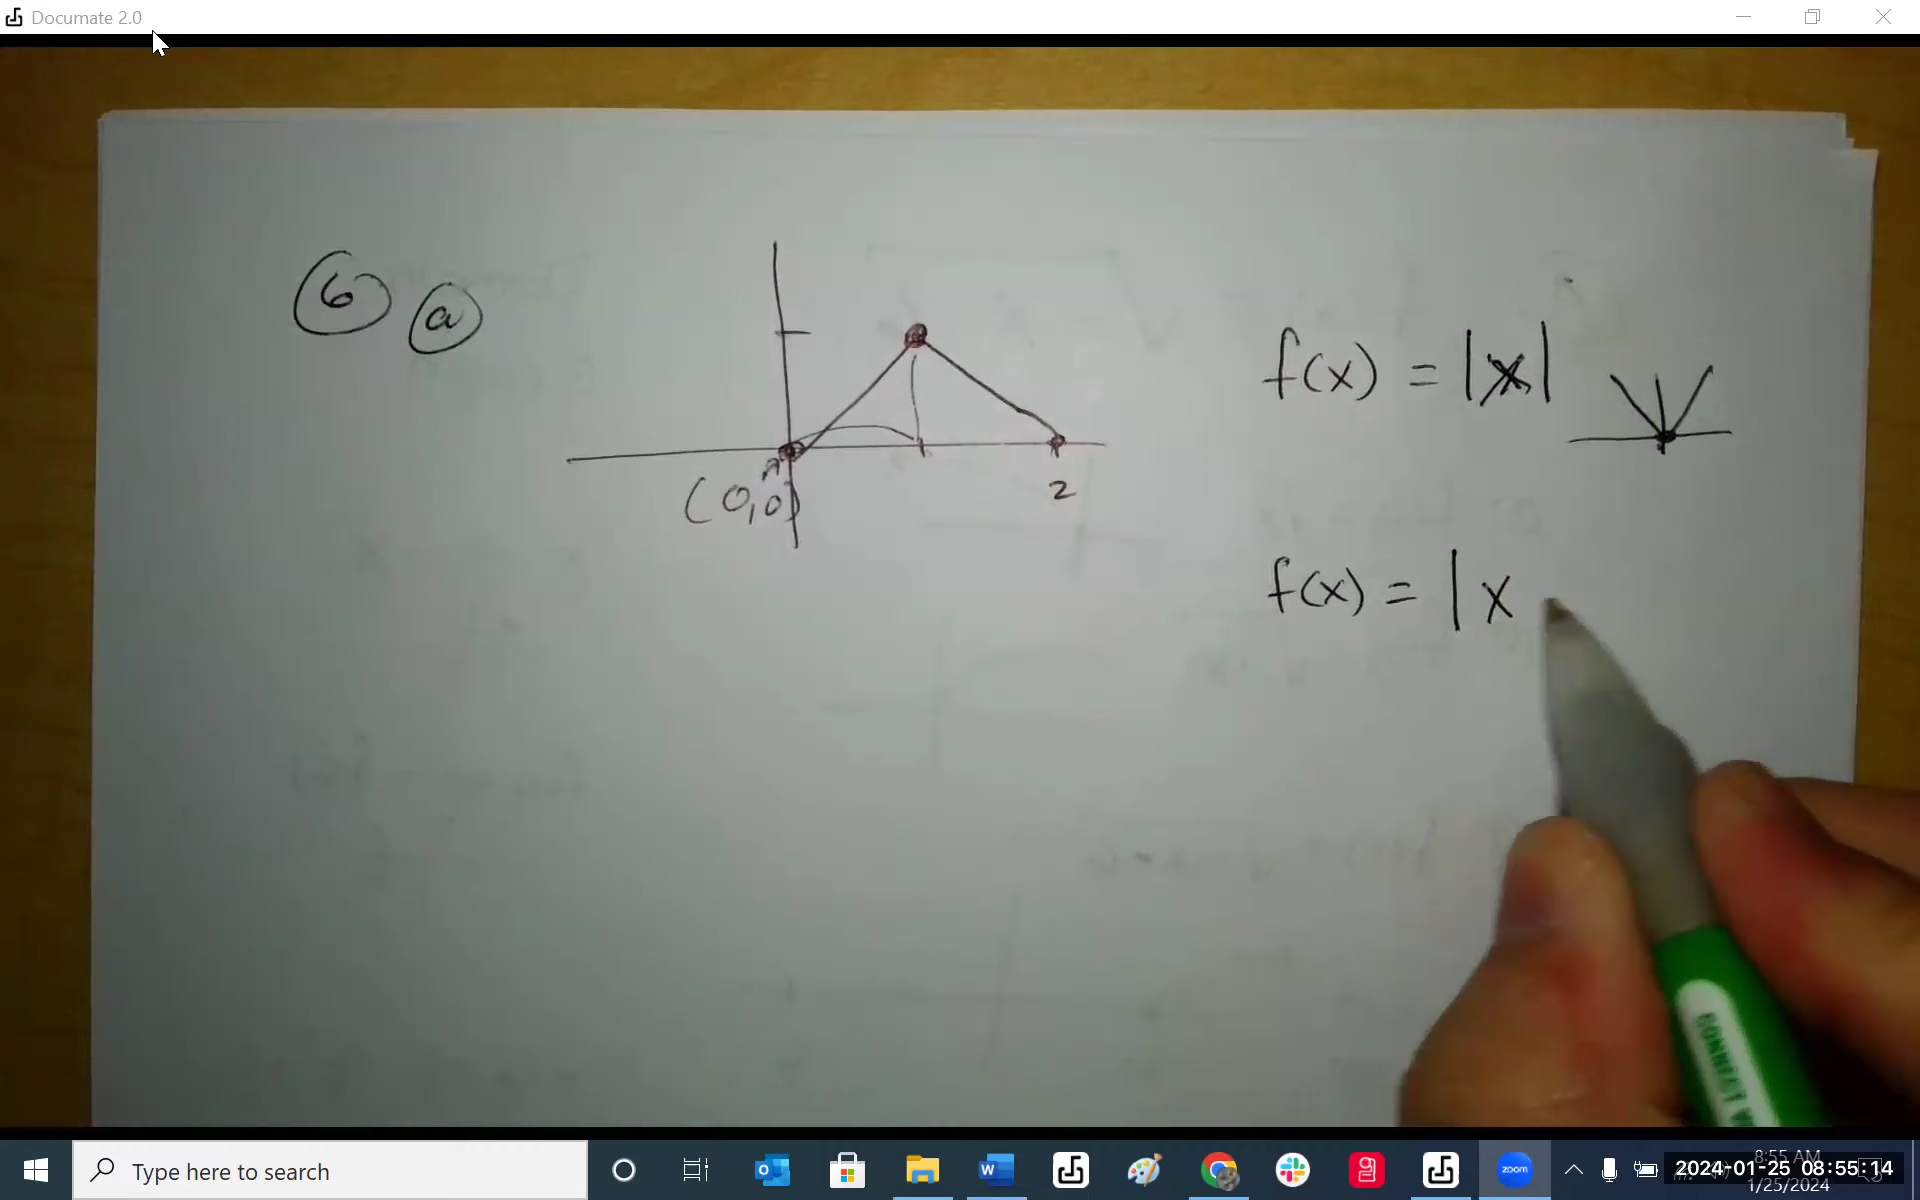 Documate 2.0
6 a
f(x) = |x|
(0,0)
2
f(x) = | x
CONNECT
Type here to search
zoom
8:55 AM
2024-01-25 08:55:14
1/25/2024